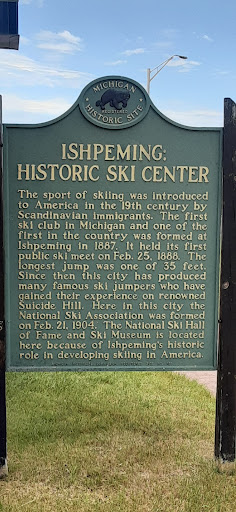 MICHIGAN
REGISTERED
HISTORIC SITE
ISHPEMING:
HISTORIC SKI CENTER
The sport of skiing was introduced
to America in the 19th century by
Scandinavian immigrants. The first
ski club in Michigan and one of the
first in the country was formed at
Ishpeming in 1887. It held its first
public ski meet on Feb. 25, 1888. The
longest jump was one of 35 feet.
Since then this city has produced
many famous ski jumpers who have
gained their experience on renowned
Suicide Hill. Here in this city the
National Ski Association was formed
on Feb. 21, 1904. The National Ski Hall
of Fame and Ski Museum is located
here because of Ishpeming's historic
role in developing skiing in America.